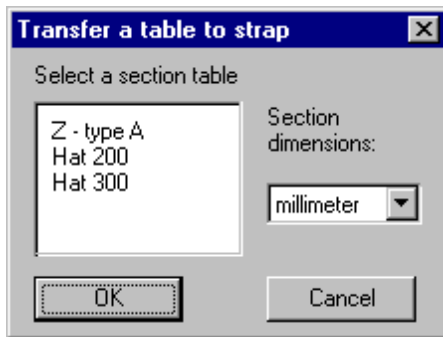 Transfer a table to strap
Select a section table
Z - type A
Hat 200
Hat 300
Section
dimensions:
millimeter
OK
Cancel